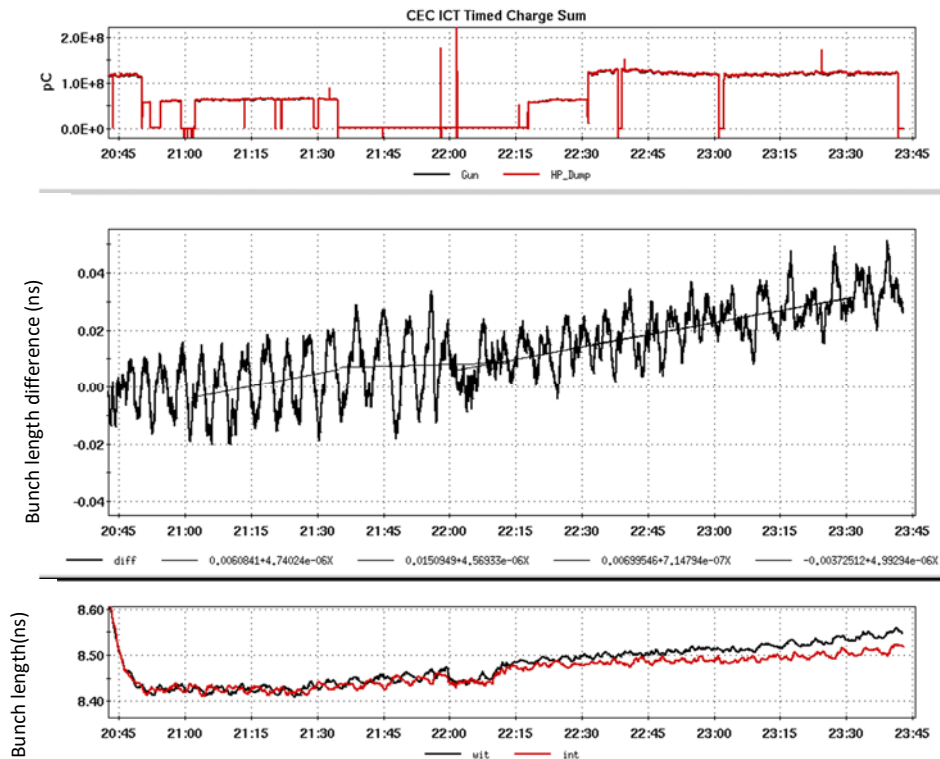 CEC ICT Timed Charge Sum
pC
2.0E+8
1.0E+8
0.0E+0
20:45 21:00 21:15 21:30 21:45 22:00 22:15 22:30 22:45 23:00 23:15 23:30 23:45
Gun HP_Dump
Bunch length difference (ns)
0.04
0.02
0.00
-0.02
-0.04
20:45 21:00 21:15 21:30 21:45 22:00 22:15 22:30 22:45 23:00 23:15 23:30 23:45
diff 0.0060841+4.74024e-06X 0.0150949+4.56933e-06X 0.00699546+7.14794e-07X -0.00372512+4.99294e-06X
Bunch length(ns)
8.60
8.50
8.40
20:45 21:00 21:15 21:30 21:45 22:00 22:15 22:30 22:45 23:00 23:15 23:30 23:45
wit int